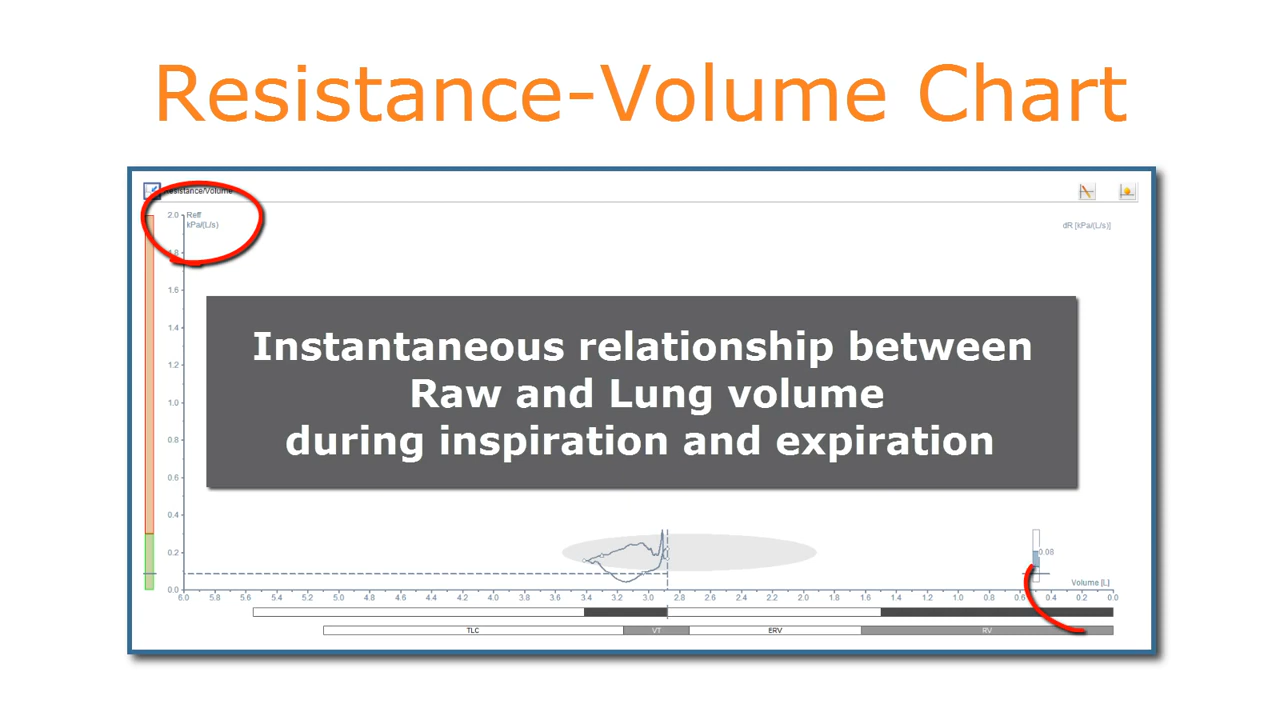 Resistance-Volume Chart
Resistance/Volume
2.0 Reff
kPa/(L/s)
dR [kPa/(L/s)]
1.8
1.6
1.4
1.2
1.0
0.8
0.6
0.4
0.2
0.0
Instantaneous relationship between
Raw and Lung volume
during inspiration and expiration
0.08
Volume [L]
6.0 5.8 5.6 5.4 5.2 5.0 4.8 4.6 4.4 4.2 4.0 3.8 3.6 3.4 3.2 3.0 2.8 2.6 2.4 2.2 2.0 1.8 1.6 1.4 1.2 1.0 0.8 0.6 0.4 0.2 0.0
TLC VT ERV RV